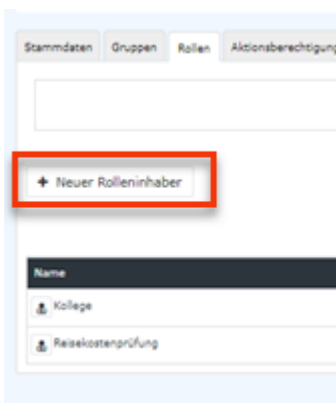 Stammdaten Gruppen Rollen Aktionsberechtigung
+ Neuer Rolleninhaber
Name
Kollege
Reisekostenprüfung